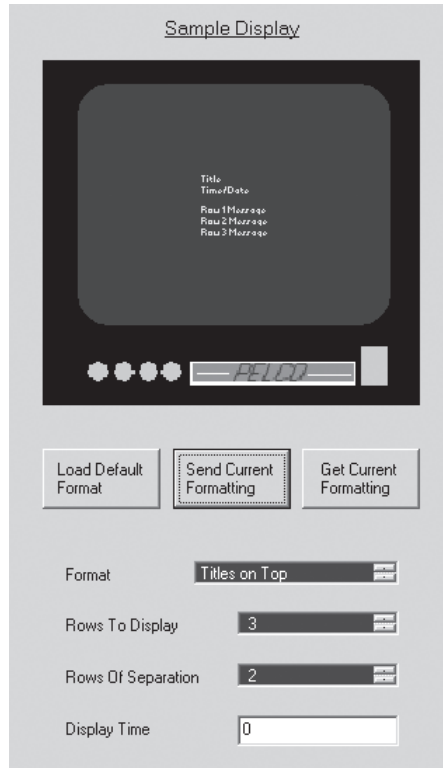 Sample Display
Title
Time/Date
Row 1 Message
Row 2 Message
Row 3 Message
PELCO
Load Default
Format
Send Current
Formatting
Get Current
Formatting
Format
Titles on Top
Rows To Display
3
Rows Of Separation
2
Display Time
0